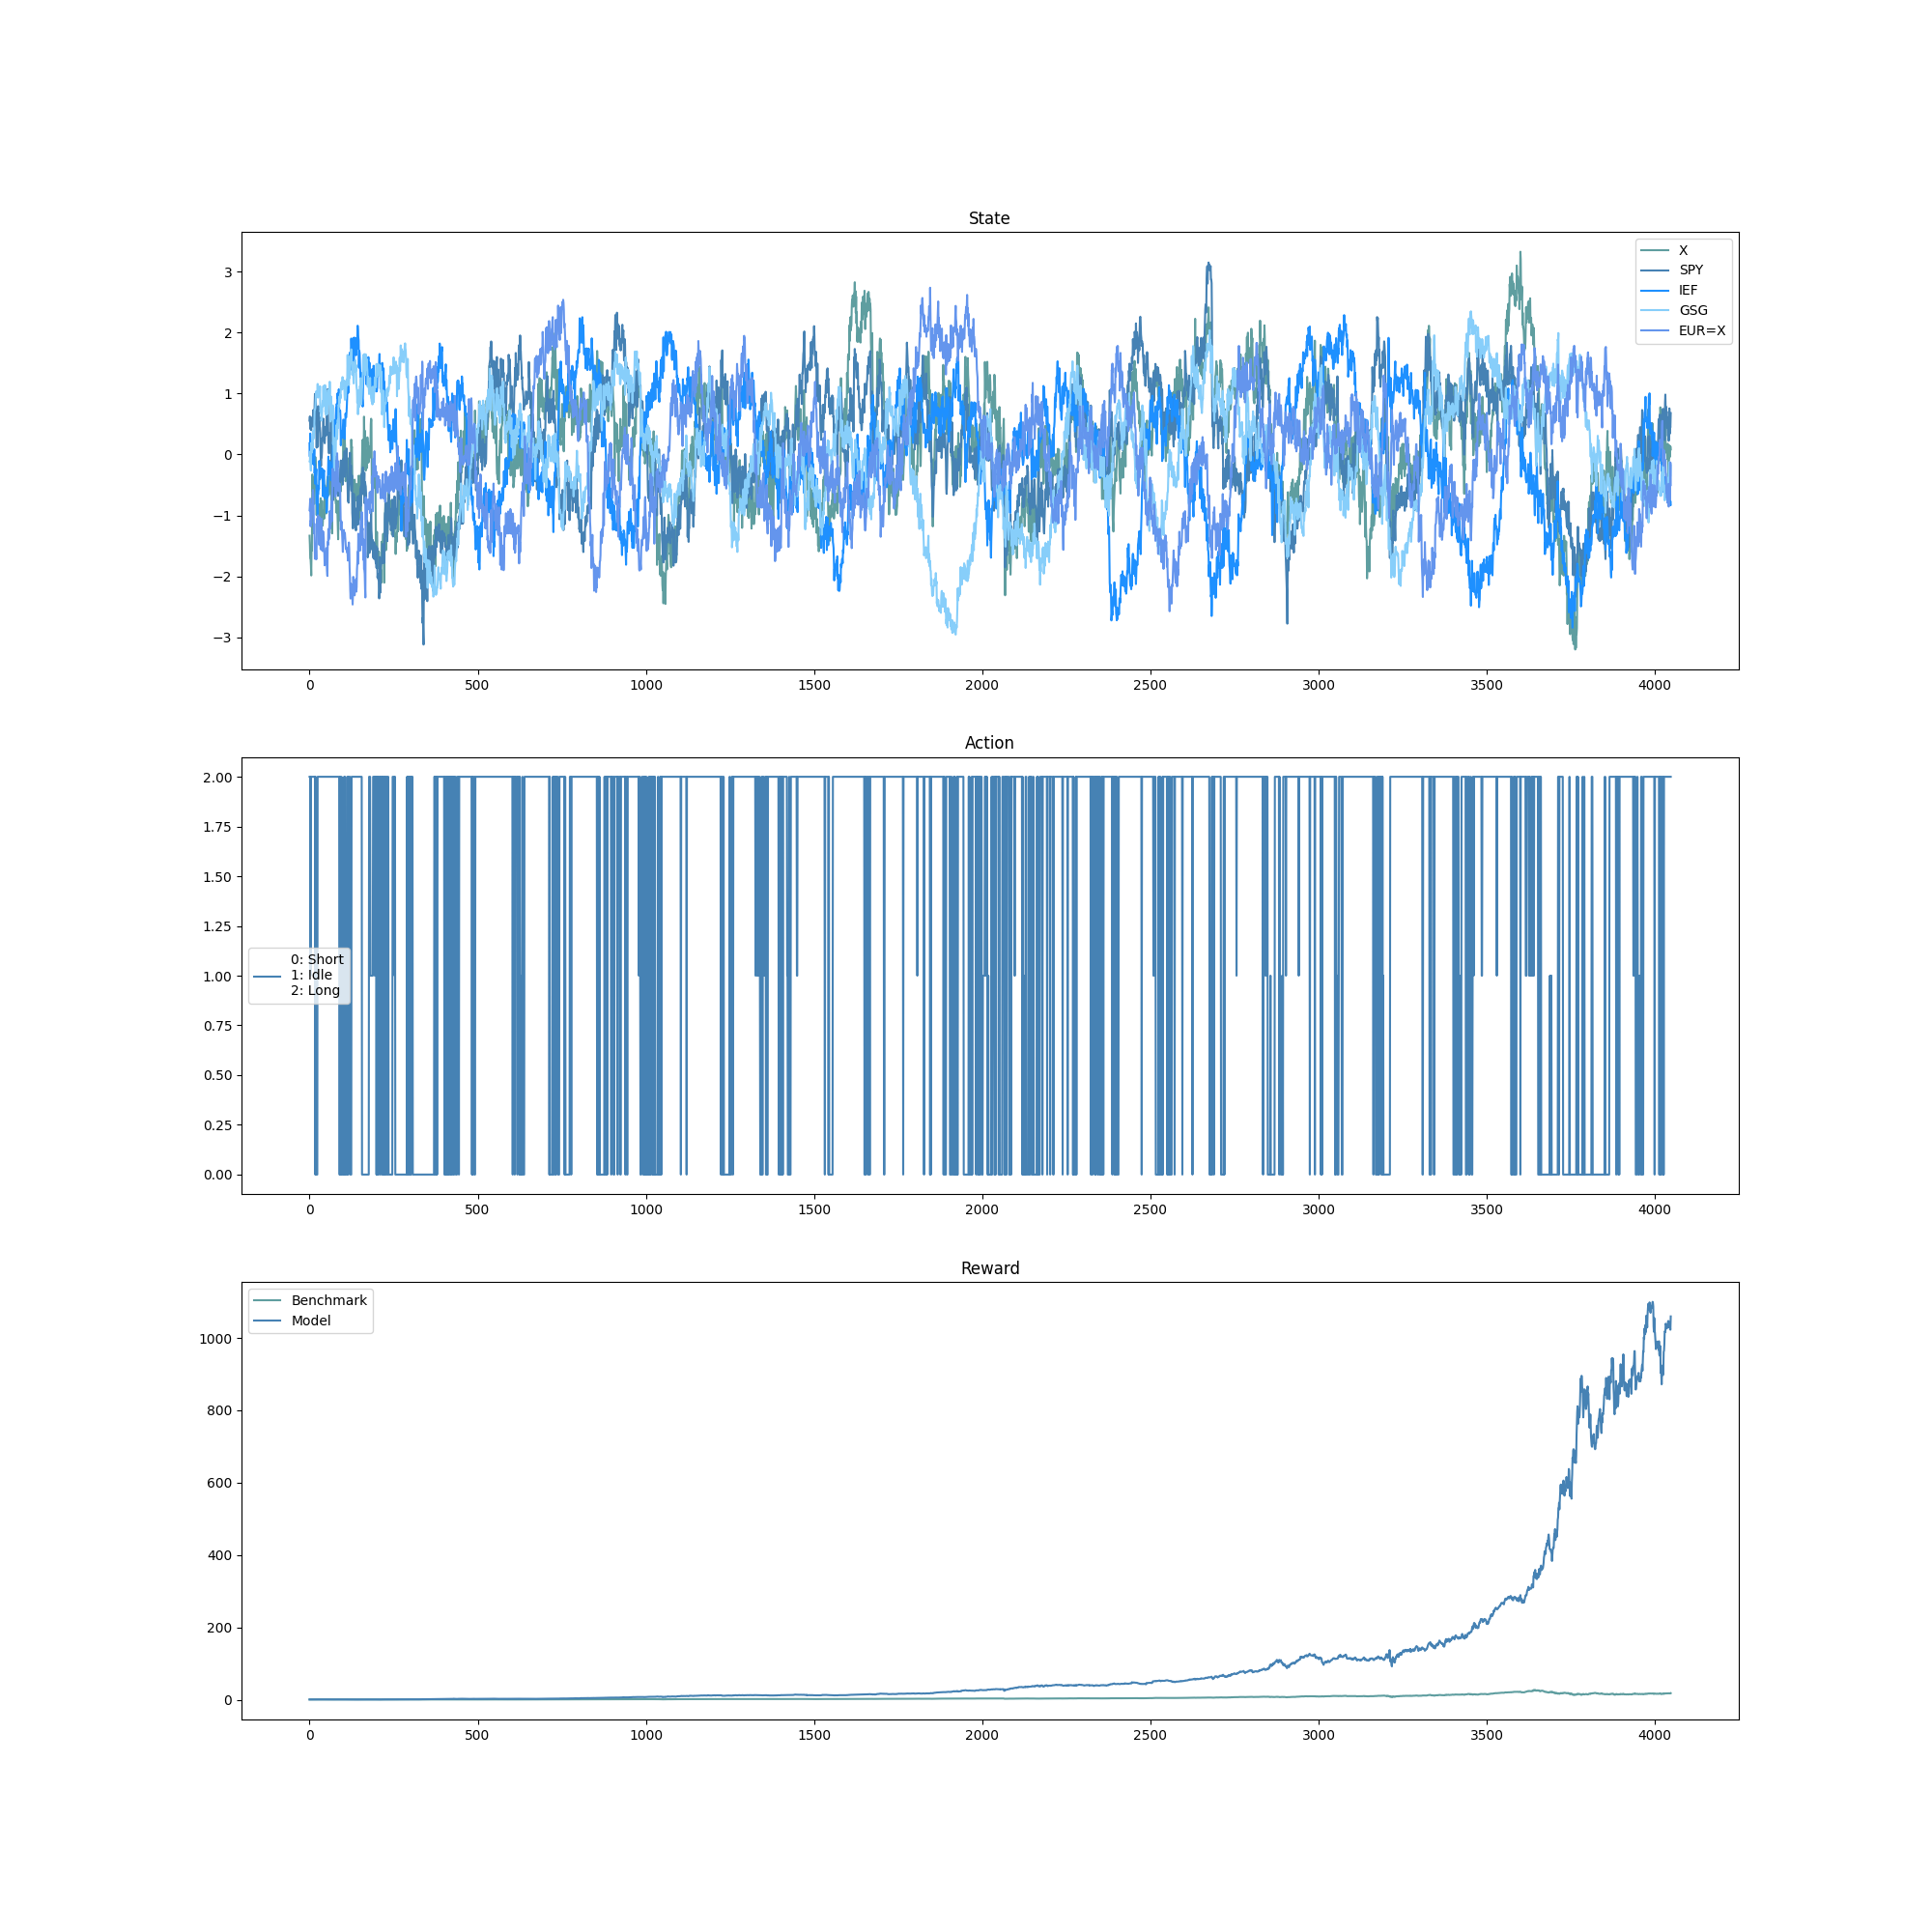 State
3
2
1
0
−1
−2
−3
X
SPY
IEF
GSG
EUR=X
0 500 1000 1500 2000 2500 3000 3500 4000
Action
2.00
1.75
1.50
1.25
1.00
0.75
0.50
0.25
0.00
0: Short
1: Idle
2: Long
0 500 1000 1500 2000 2500 3000 3500 4000
Reward
Benchmark
Model
1000
800
600
400
200
0
0 500 1000 1500 2000 2500 3000 3500 4000